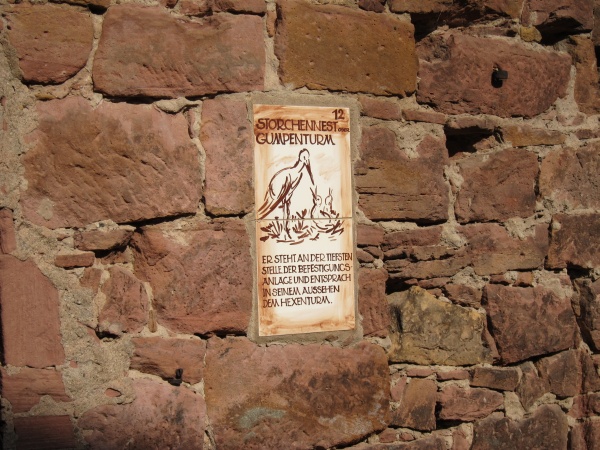 12
STORCHENNEST ODER
GUMPENTURM
ER STEHT AN DER TIEFSTEN
STELLE DER BEFESTIGUNGS-
ANLAGE UND ENTSPRACH
IN SEINEM AUSSEHEN
DEM HEXENTURM.